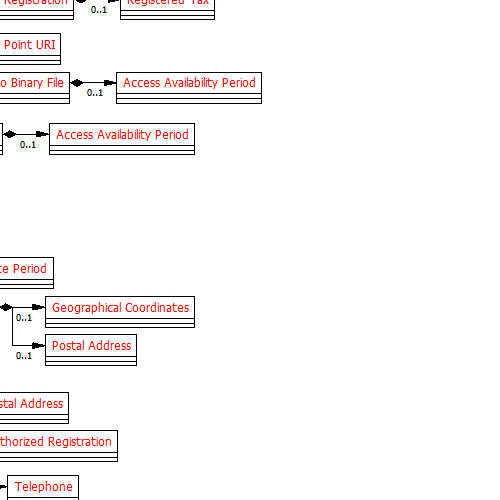 Registration
Registered Tax
0..1
Point URI
o Binary File
Access Availability Period
0..1
Access Availability Period
0..1
Period
Geographical Coordinates
0..1
Postal Address
0..1
stal Address
thorized Registration
Telephone